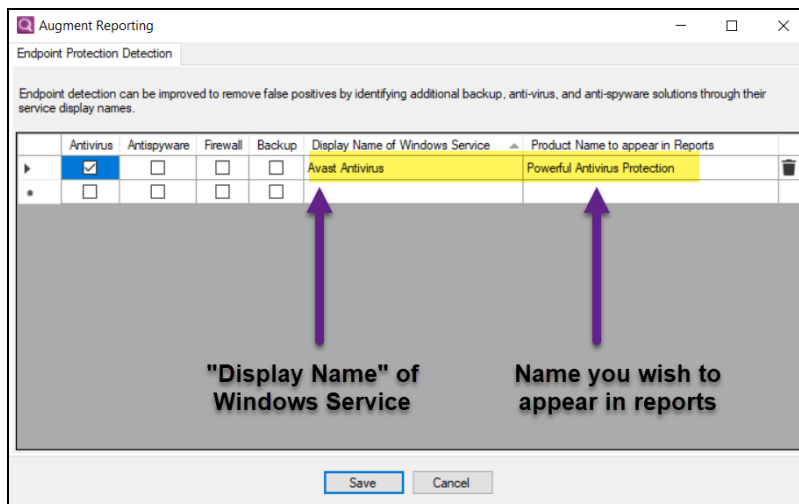 Augment Reporting
Endpoint Protection Detection
Endpoint detection can be improved to remove false positives by identifying additional backup, anti-virus, and anti-spyware solutions through their
service display names.
Antivirus Antispyware Firewall Backup Display Name of Windows Service Product Name to appear in Reports
Avast Antivirus Powerful Antivirus Protection
"Display Name" of
Windows Service
Name you wish to
appear in reports
Save Cancel